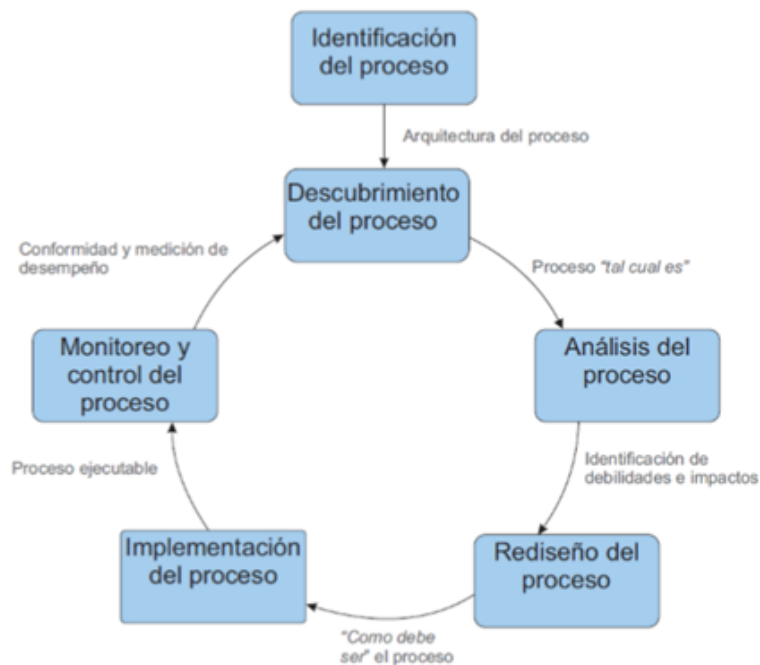 Identificación
del proceso
Arquitectura del proceso
Descubrimiento
del proceso
Conformidad y medición de
desempeño
Proceso "tal cual es"
Monitoreo y
control del
proceso
Análisis del
proceso
Proceso ejecutable
Identificación de
debilidades e impactos
Implementación
del proceso
Rediseño del
proceso
"Como debe
ser" el proceso